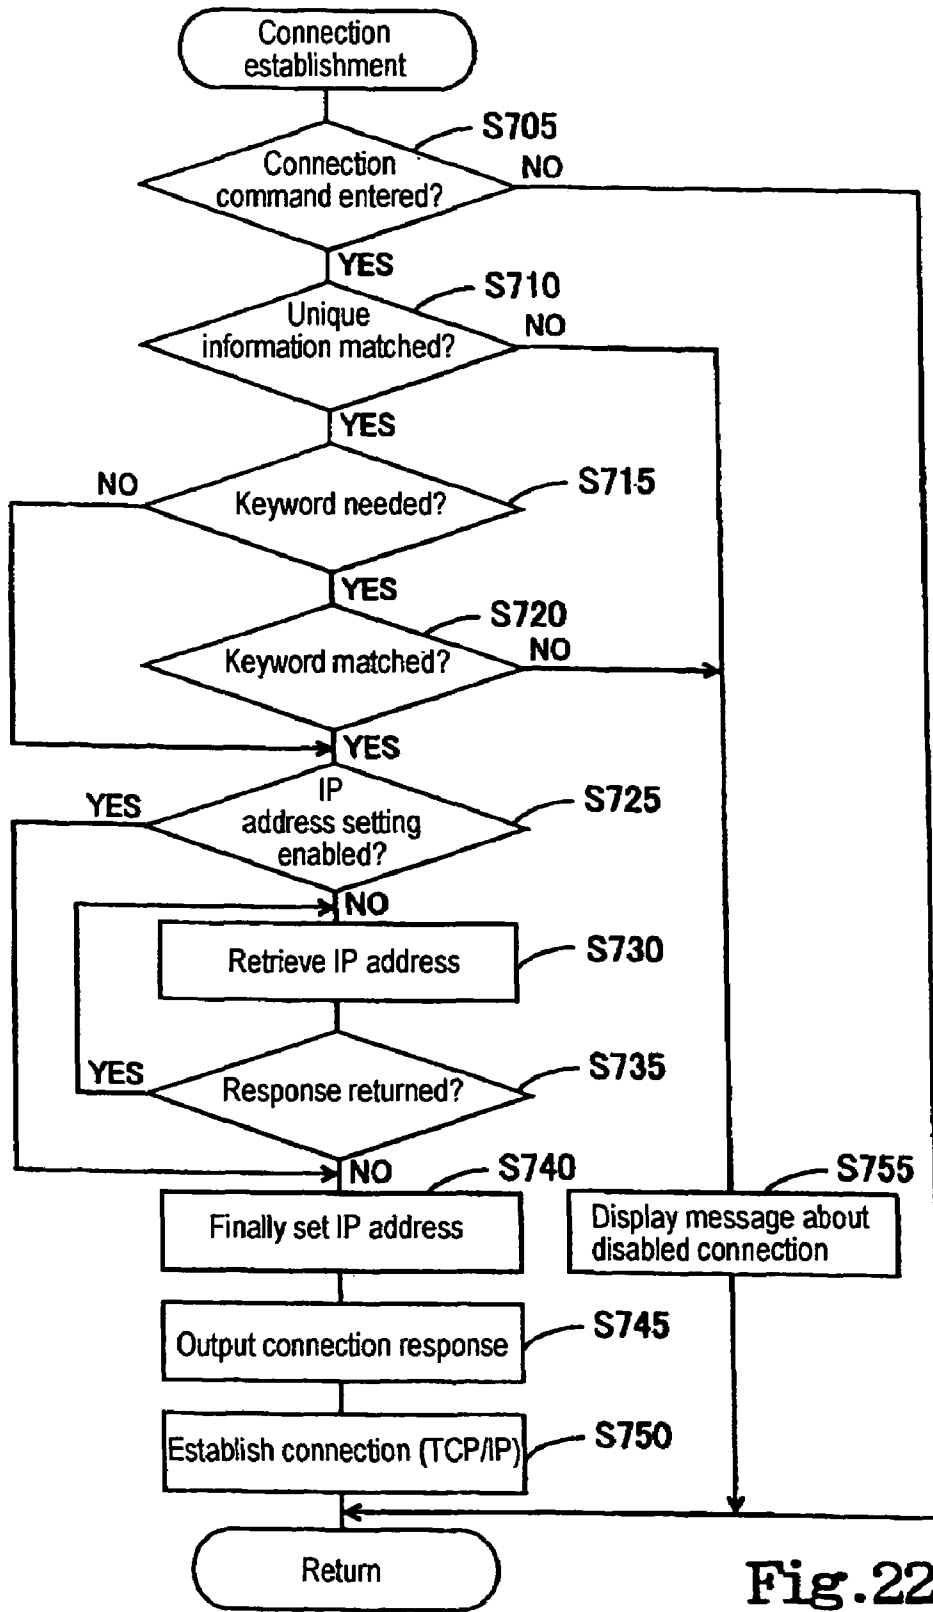 Connection
establishment
S705
Connection
command entered?
NO
YES
S710
Unique
information matched?
NO
YES
S715
NO
Keyword needed?
YES
S720
Keyword matched?
NO
YES
IP
address setting
enabled?
YES
S725
NO
Retrieve IP address
S730
YES
Response returned?
S735
NO
S740
Finally set IP address
S755
Display message about
disabled connection
Output connection response
S745
Establish connection (TCP/IP)
S750
Return
Fig.22